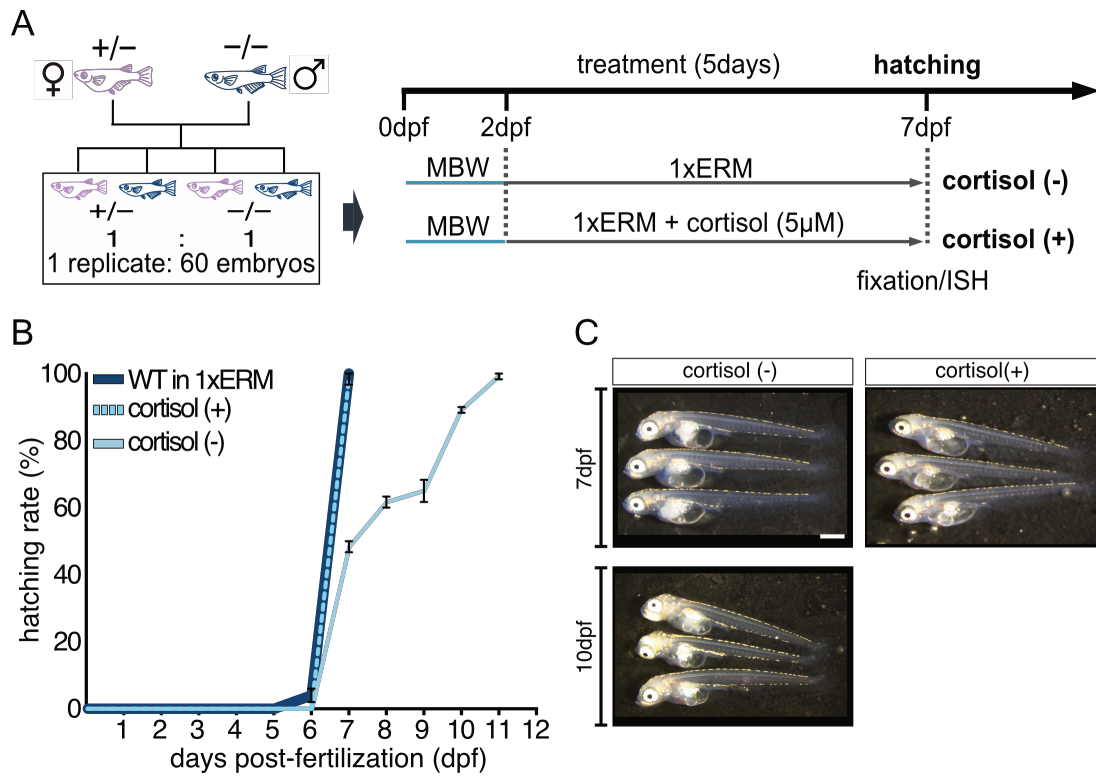 A
+/−
−/−
♀
♂
+/−
−/−
1 : 1
1 replicate: 60 embryos
treatment (5days)
hatching
0dpf
2dpf
7dpf
MBW
1xERM
cortisol (-)
MBW
1xERM + cortisol (5µM)
cortisol (+)
fixation/ISH
B
WT in 1xERM
cortisol (+)
cortisol (-)
hatching rate (%)
100
80
60
40
20
0
1 2 3 4 5 6 7 8 9 10 11 12
days post-fertilization (dpf)
C
cortisol (-)
cortisol(+)
7dpf
10dpf